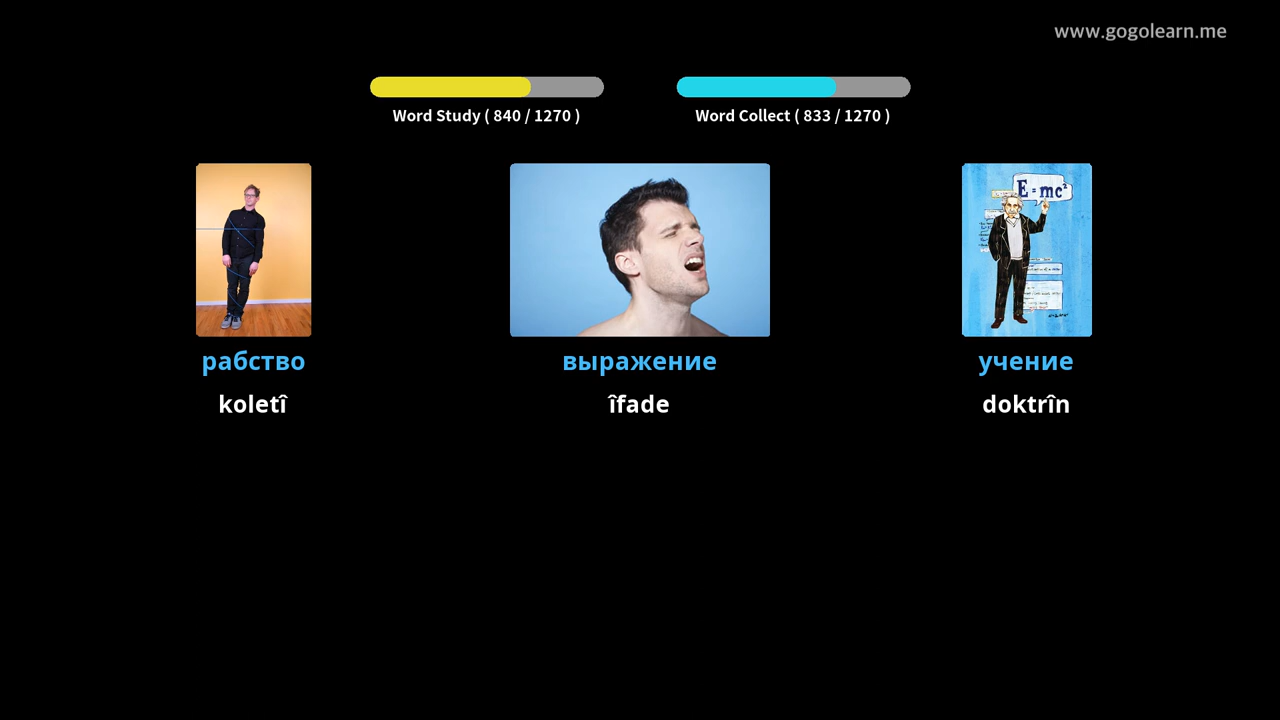 www.gogolearn.me
Word Study ( 840 / 1270 )
Word Collect ( 833 / 1270 )
E=mc²
рабство
выражение
учение
koletî
îfade
doktrîn